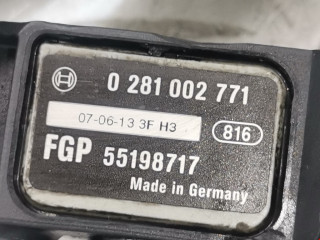 0 281 002 771
07-06-13 3F H3
816
FGP 55198717
Made in Germany